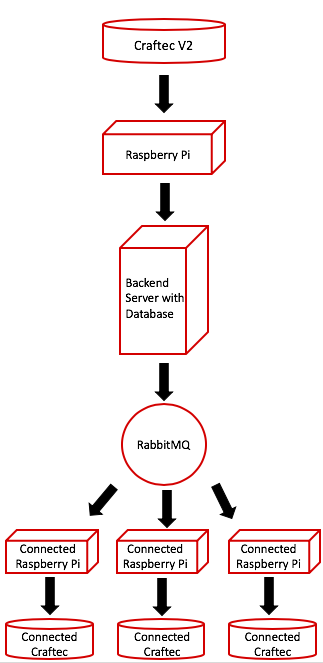 Craftec V2
Raspberry Pi
Backend
Server with
Database
RabbitMQ
Connected
Raspberry Pi
Connected
Raspberry Pi
Connected
Raspberry Pi
Connected
Craftec
Connected
Craftec
Connected
Craftec